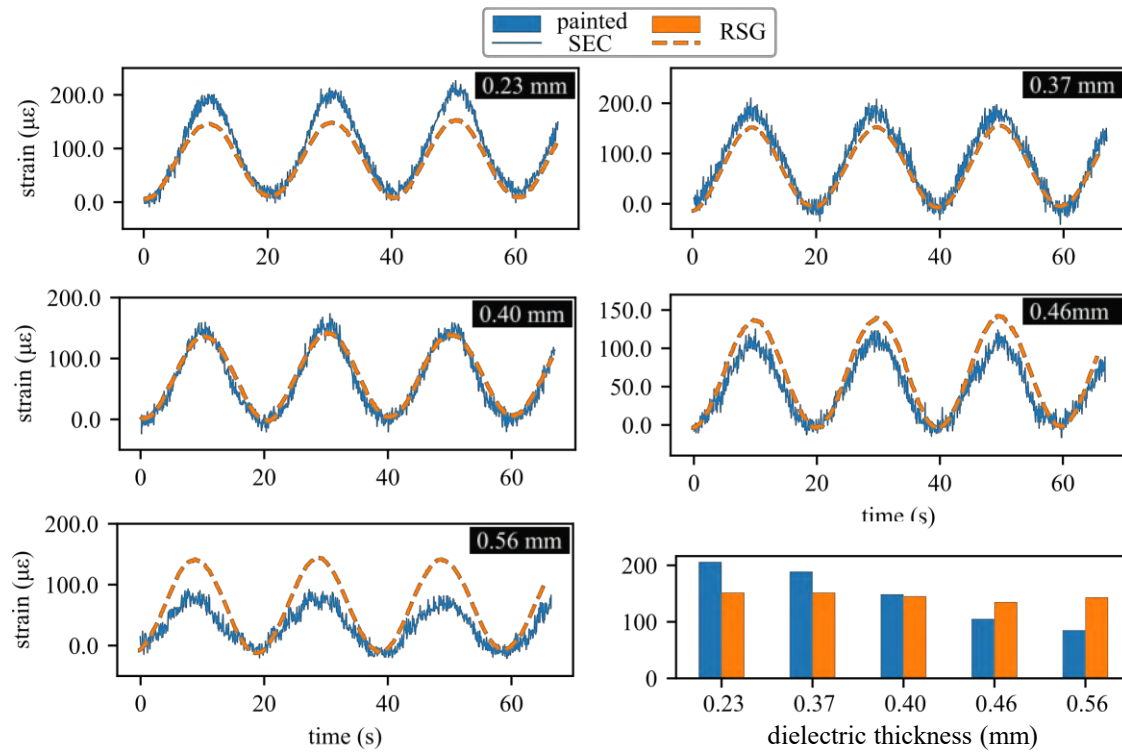 painted
SEC
RSG
strain (με)
200.0
100.0
0.0
0.23 mm
0 20 40 60
200.0
100.0
0.0
0.37 mm
0 20 40 60
strain (με)
200.0
100.0
0.0
0.40 mm
0 20 40 60
150.0
100.0
50.0
0.0
0.46mm
0 20 40 60
time (s)
strain (με)
200.0
100.0
0.0
0.56 mm
0 20 40 60
time (s)
200
100
0
0.23 0.37 0.40 0.46 0.56
dielectric thickness (mm)